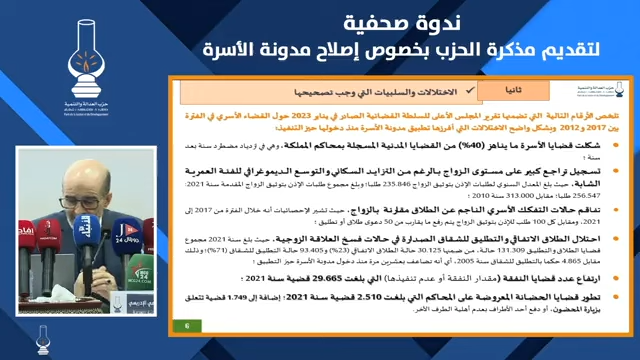 ندوة صحفية
لتقديم مذكرة الحزب بخصوص إصلاح مدونة الأسرة
حزب العدالة والتنمية
ثانيا
الاختلالات والسلبيات التي وجب تصحيحها
تلخص الأرقام التالية التي تضمنها تقرير المجلس الأعلى للسلطة القضائية الصادر في يناير 2023 حول القضاء الأسري في الفترة
بين 2017 و2012 وبشكل واضح الاختلالات التي أفرزها تطبيق مدونة الأسرة منذ دخولها حيز التنفيذ:
شكلت قضايا الأسرة ما يناهز (40%) من القضايا المدنية المسجلة بمحاكم المملكة، وهي في ازدياد مضطرد سنة بعد
سنة؛
تسجيل تراجع كبير على مستوى الزواج بالرغم من التزايد السكاني والتوسع الديموغرافي للفئة العمرية
الشابة، حيث بلغ المعدل السنوي لطلبات الإذن بتوثيق الزواج 235.846 طلبا؛ وبلغ مجموع طلبات الإذن بتوثيق الزواج المقدمة سنة 2021:
256.547 طلبا؛ مقابل 313.000 سنة 2010؛
تفاقم حالات التفكك الأسري الناجم عن الطلاق مقارنة بالزواج، حيث تشير الإحصائيات أنه خلال الفترة من 2017 إلى
2021، ومقابل كل 100 طلب للإذن بتوثيق الزواج يتم رفع ما يقارب من 50 دعوى طلاق أو تطليق؛
احتلال الطلاق الاتفاقي والتطليق للشقاق الصدارة في حالات فسخ العلاقة الزوجية، حيث بلغ سنة 2021 مجموع
قضايا الطلاق والتطليق 131.309 حالة، من ضمنها 30.125 حالة الطلاق الاتفاقي (23%) و93.405 حالة التطليق للشقاق (71%)؛ وذلك
مقابل 4.865 حكما بالتطليق للشقاق سنة 2005، أي أنه تضاعف بعشرين مرة منذ دخول مدونة الأسرة حيز التطبيق؛
ارتفاع عدد قضايا النفقة (مقدار النفقة أو عدم تنفيذها) التي بلغت 29.665 قضية سنة 2021؛
تطور قضايا الحضانة المعروضة على المحاكم التي بلغت 2.510 قضية سنة 2021؛ إضافة إلى 1.749 قضية تتعلق
بزيارة المحضون، أو دفع أحد الأطراف بعدم أهلية الطرف الآخر.
6